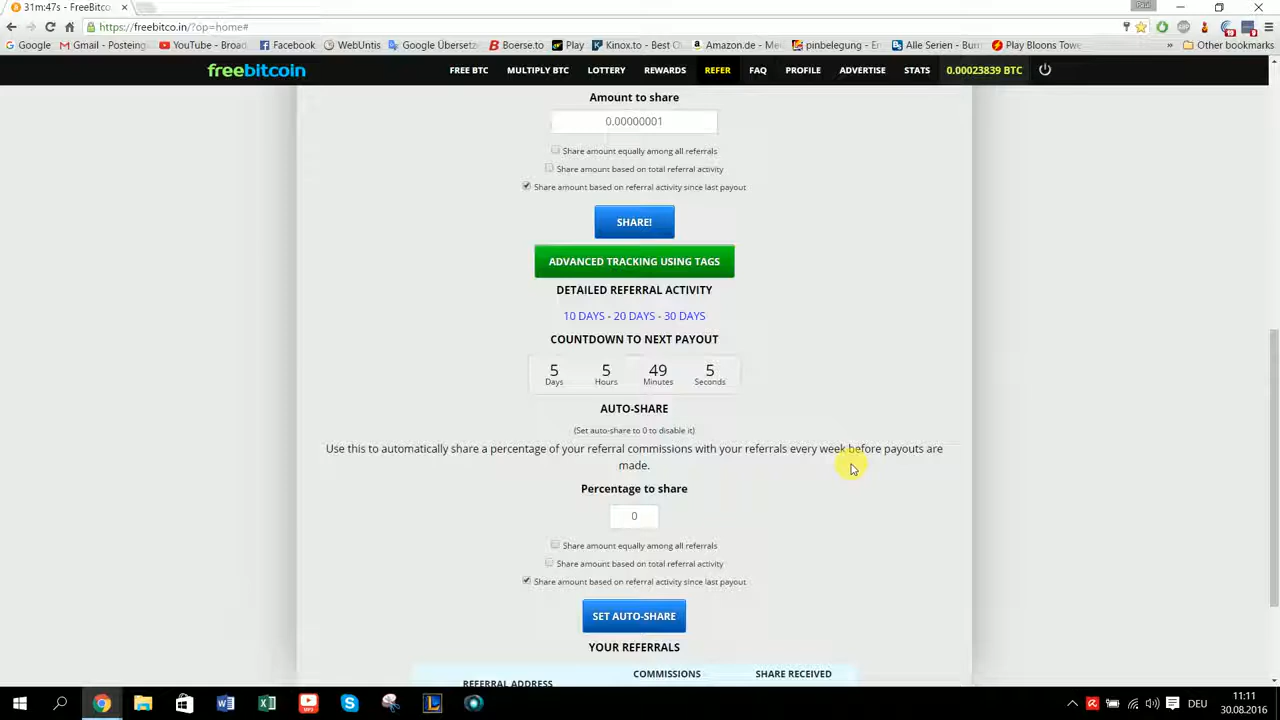 31m:47s - FreeBitco.
Paul
https://freebitco.in/?op=home#
Google Gmail - Posteing YouTube - Broad Facebook WebUntis Google Übersetz Boerse.to Play Kinox.to - Best O Amazon.de - Me pinbelegung - En Alle Serien - Burn Play Bloons Towe » Other bookmarks
freebitcoin FREE BTC MULTIPLY BTC LOTTERY REWARDS REFER FAQ PROFILE ADVERTISE STATS 0.00023839 BTC
Amount to share
0.00000001
Share amount equally among all referrals
Share amount based on total referral activity
Share amount based on referral activity since last payout
SHARE!
ADVANCED TRACKING USING TAGS
DETAILED REFERRAL ACTIVITY
10 DAYS - 20 DAYS - 30 DAYS
COUNTDOWN TO NEXT PAYOUT
5 5 49 5
Days Hours Minutes Seconds
AUTO-SHARE
(Set auto-share to 0 to disable it)
Use this to automatically share a percentage of your referral commissions with your referrals every week before payouts are
made.
Percentage to share
0
Share amount equally among all referrals
Share amount based on total referral activity
Share amount based on referral activity since last payout
SET AUTO-SHARE
YOUR REFERRALS
REFERRAL ADDRESS COMMISSIONS SHARE RECEIVED
DEU
11:11
30.08.2016